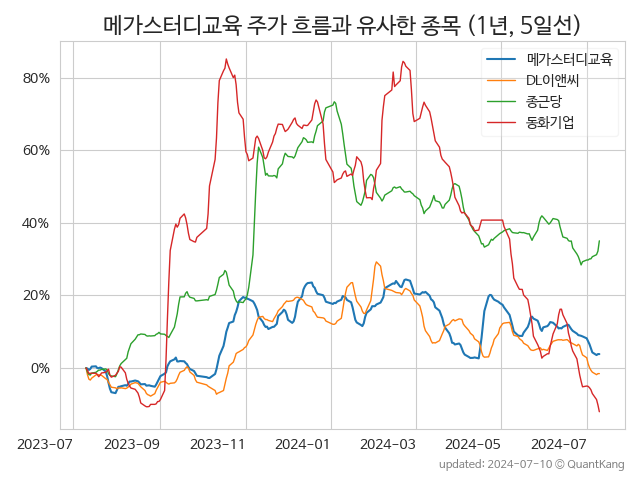 메가스터디교육 주가 흐름과 유사한 종목 (1년, 5일선)
메가스터디교육
DL이앤씨
종근당
동화기업
80%
60%
40%
20%
0%
2023-07 2023-09 2023-11 2024-01 2024-03 2024-05 2024-07
updated: 2024-07-10 © QuantKang